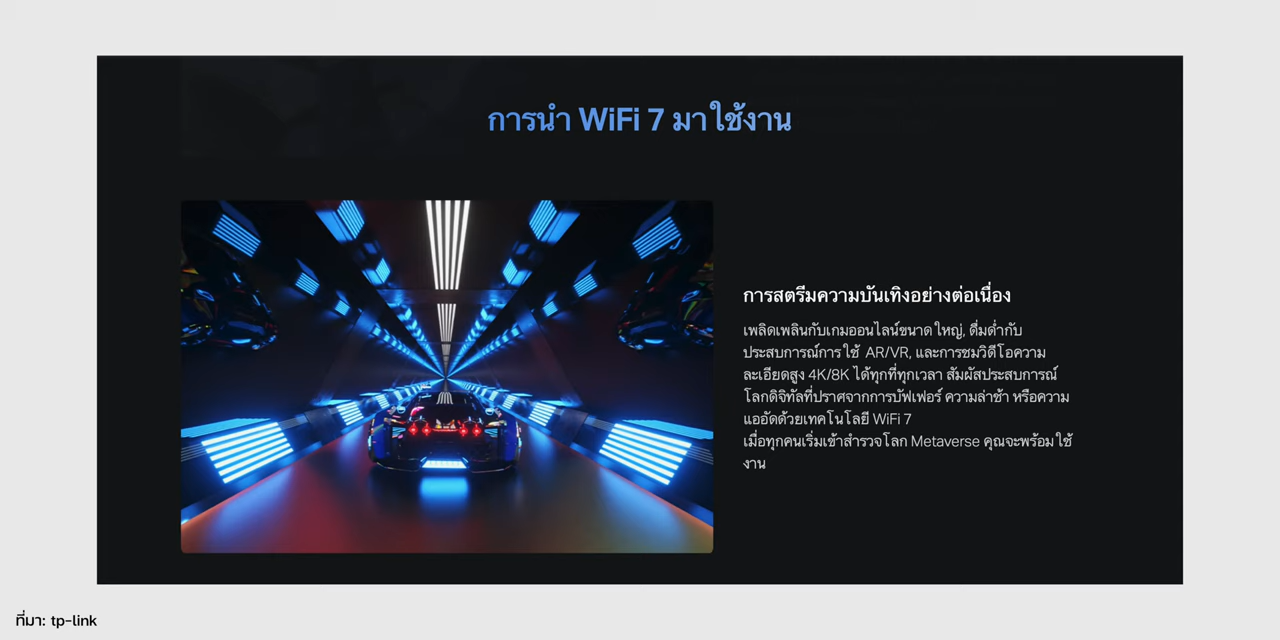 การนำ WiFi 7 มาใช้งาน
การสตรีมความบันเทิงอย่างต่อเนื่อง
เพลิดเพลินกับเกมออนไลน์ขนาดใหญ่, ดื่มด่ำกับ
ประสบการณ์การใช้ AR/VR, และการชมวิดีโอความ
ละเอียดสูง 4K/8K ได้ทุกที่ทุกเวลา สัมผัสประสบการณ์
โลกดิจิทัลที่ปราศจากการบัฟเฟอร์ ความล่าช้า หรือความ
แออัดด้วยเทคโนโลยี WiFi 7
เมื่อทุกคนเริ่มเข้าสำรวจโลก Metaverse คุณจะพร้อมใช้
งาน
ที่มา: tp-link